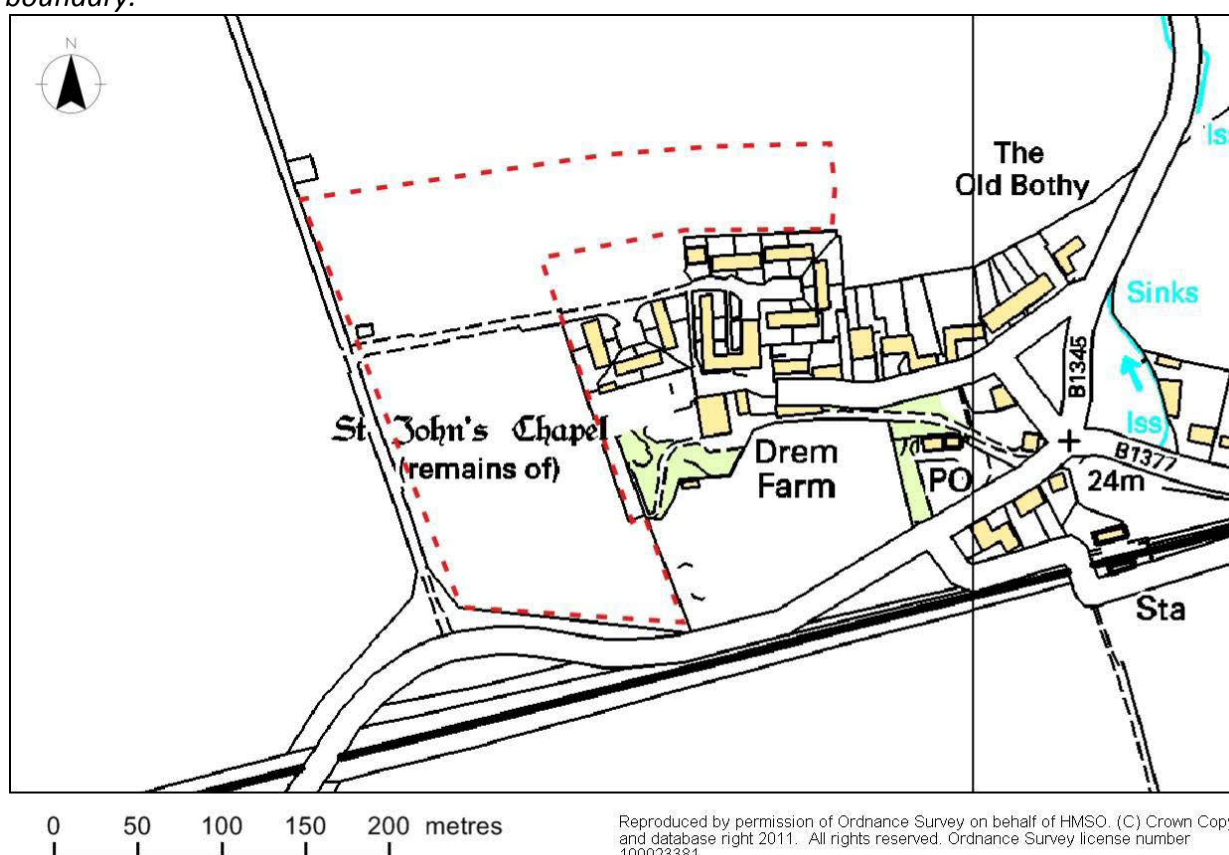 boundary.
N
The
Old Bothy
Sinks
B1345
St John's Chapel
(remains of)
Drem
Farm
PO
Iss
B1377
24m
Sta
0 50 100 150 200 metres
Reproduced by permission of Ordnance Survey on behalf of HMSO. (C) Crown Copy
and database right 2011. All rights reserved. Ordnance Survey license number
100023381